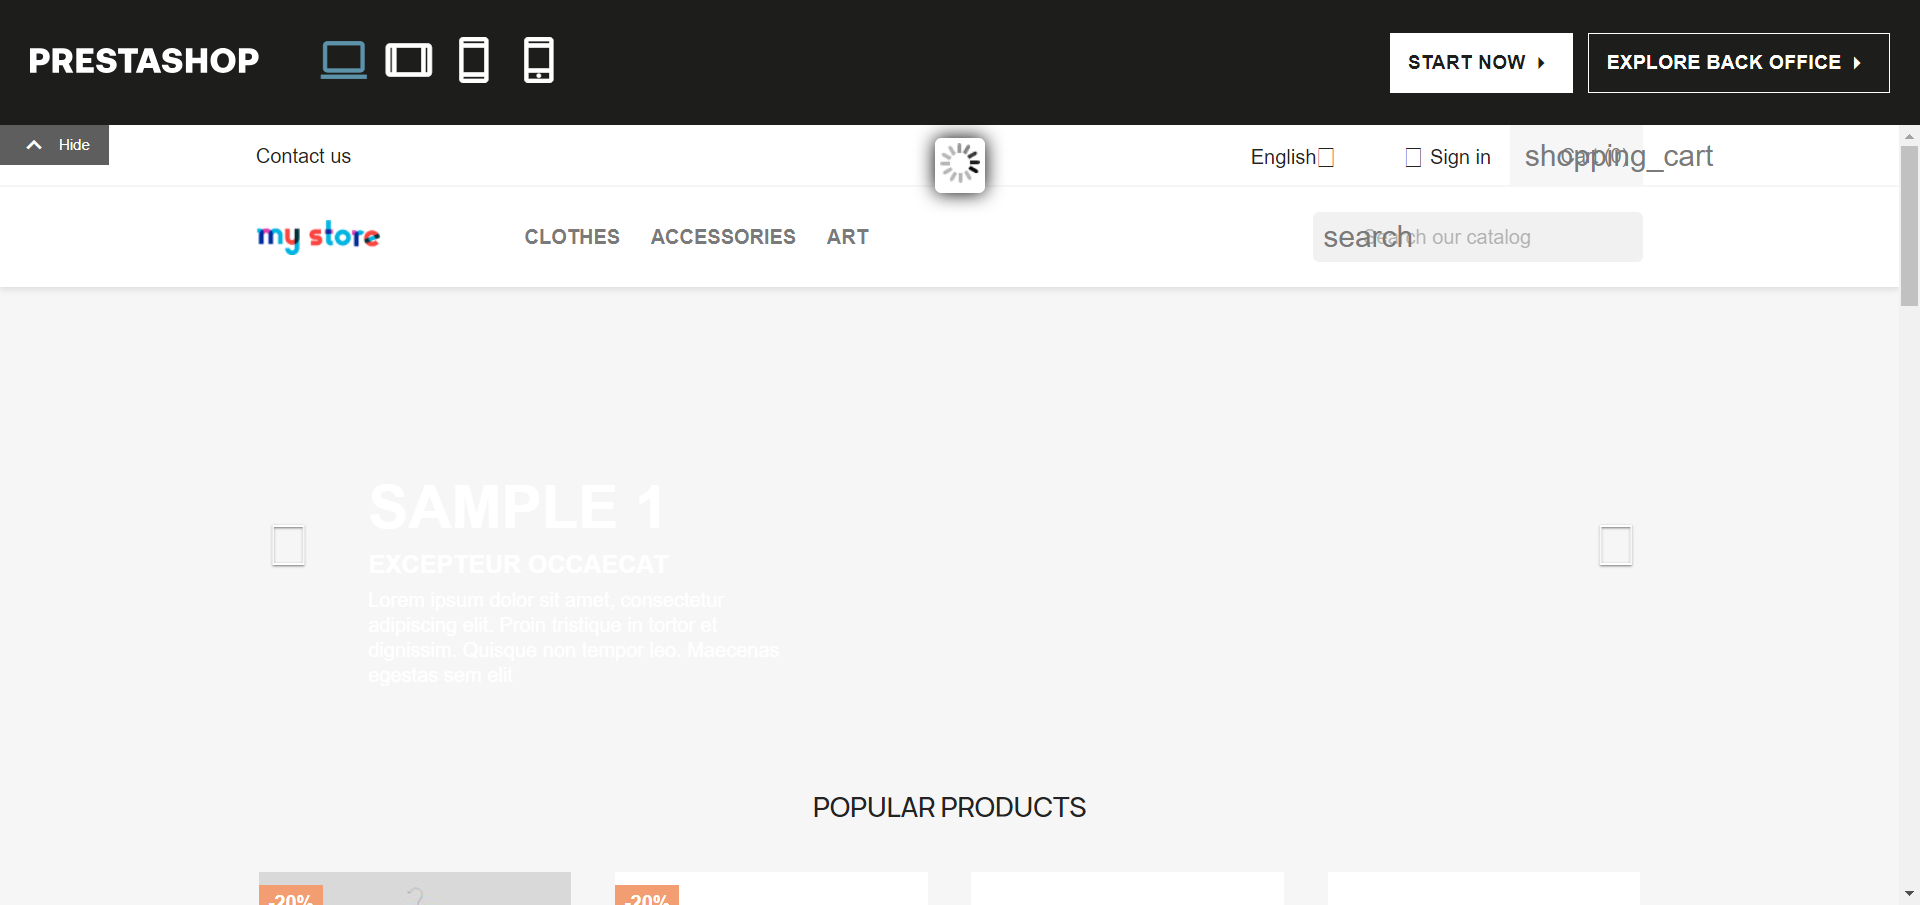 PRESTASHOP
START NOW
EXPLORE BACK OFFICE
Hide
Contact us
English
Sign in
shopping_cart
Cart (0)
my store
CLOTHES
ACCESSORIES
ART
search
Search our catalog
SAMPLE 1
EXCEPTEUR OCCAECAT
Lorem ipsum dolor sit amet, consectetur
adipiscing elit. Proin tristique in tortor et
dignissim. Quisque non tempor leo. Maecenas
egestas sem elit
POPULAR PRODUCTS
-20%
-20%